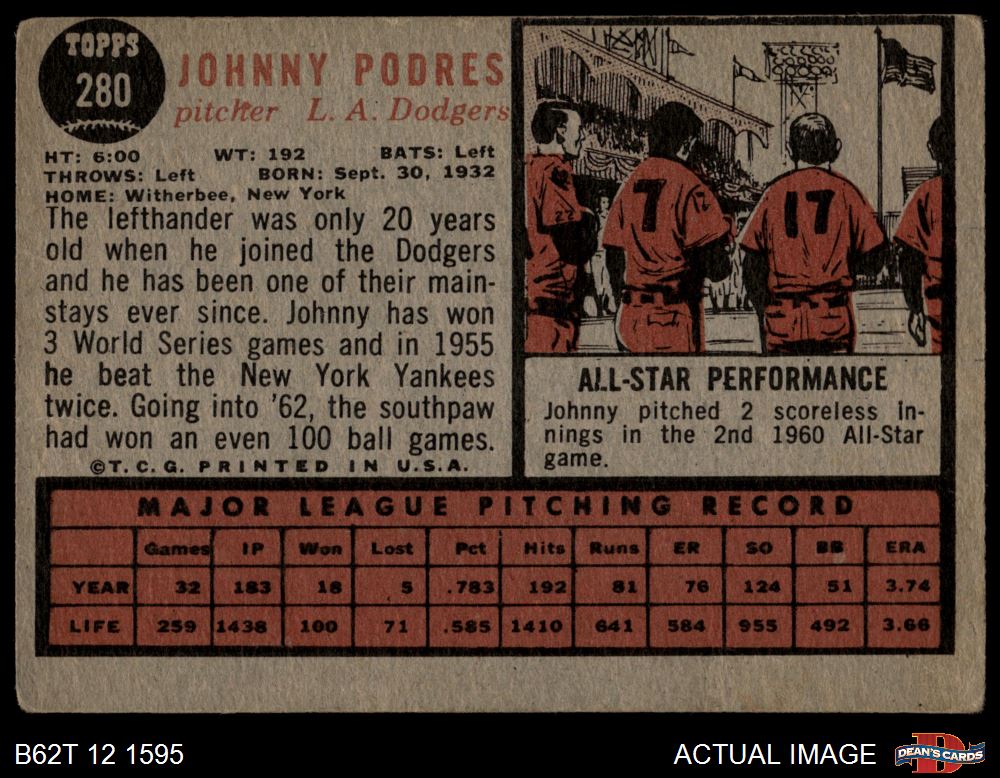 TOPPS
280
JOHNNY PODRES
pitcher L. A. Dodgers
HT: 6:00 WT: 192 BATS: Left
THROWS: Left BORN: Sept. 30, 1932
HOME: Witherbee, New York
The lefthander was only 20 years
old when he joined the Dodgers
and he has been one of their main-
stays ever since. Johnny has won
3 World Series games and in 1955
he beat the New York Yankees
twice. Going into '62, the southpaw
had won an even 100 ball games.
©T. C. G. PRINTED IN U.S.A.
22
7
17
ALL-STAR PERFORMANCE
Johnny pitched 2 scoreless in-
nings in the 2nd 1960 All-Star
game.
MAJOR LEAGUE PITCHING RECORD
Games IP Won Lost Pct Hits Runs ER SO BB ERA
YEAR 32 183 18 5 .783 192 81 76 124 51 3.74
LIFE 259 1438 100 71 .585 1410 641 584 955 492 3.66
B62T 12 1595
ACTUAL IMAGE
D
DEAN'S CARDS